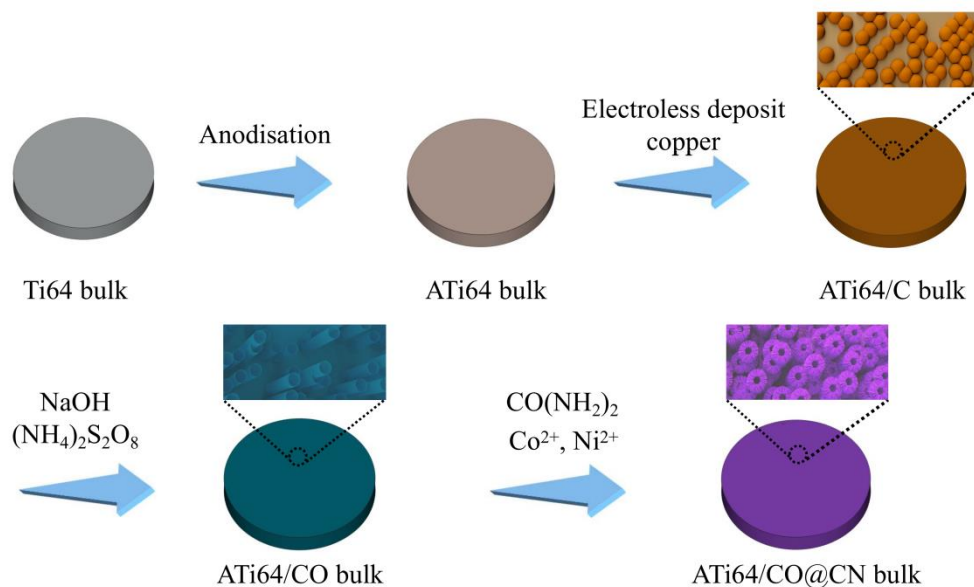 Anodisation
Electroless deposit
copper
Ti64 bulk
ATi64 bulk
ATi64/C bulk
NaOH
(NH₄)₂S₂O₈
CO(NH₂)₂
Co²⁺, Ni²⁺
ATi64/CO bulk
ATi64/CO@CN bulk